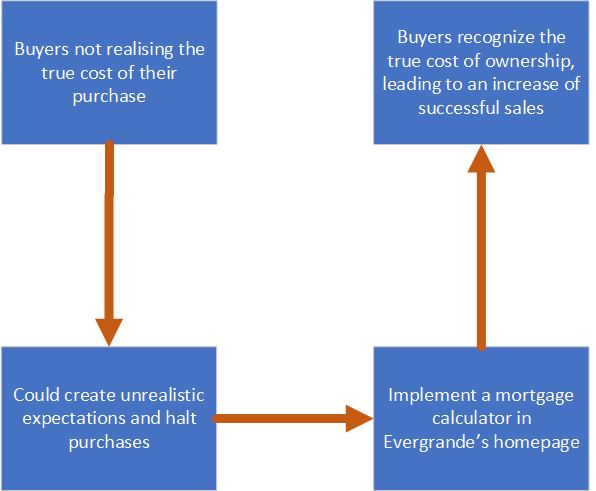 Buyers not realising the
true cost of their
purchase
Could create unrealistic
expectations and halt
purchases
Implement a mortgage
calculator in
Evergrande’s homepage
Buyers recognize the
true cost of ownership,
leading to an increase of
successful sales